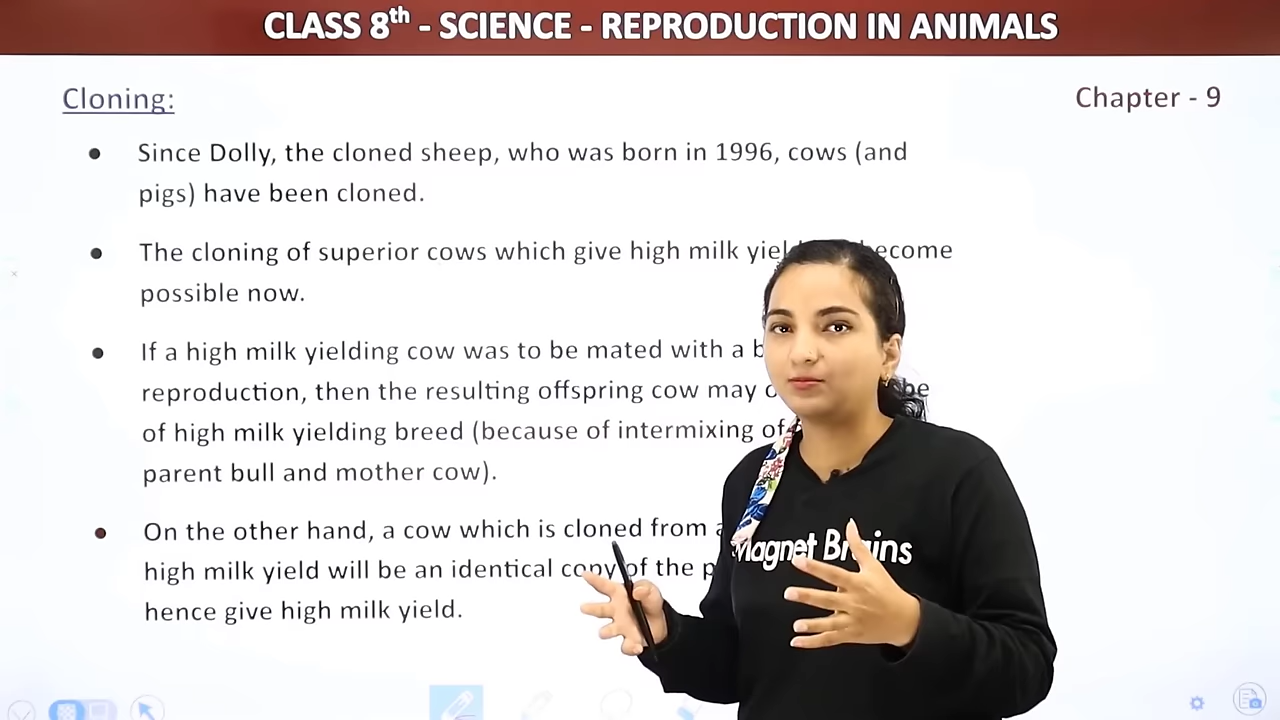 CLASS 8th - SCIENCE - REPRODUCTION IN ANIMALS
Cloning:
Chapter - 9
• Since Dolly, the cloned sheep, who was born in 1996, cows (and
pigs) have been cloned.
• The cloning of superior cows which give high milk
possible now.
• If a high milk yielding cow was to be mated with a
reproduction, then the resulting offspring cow may be
of high milk yielding breed (because of intermixing of
parent bull and mother cow).
• On the other hand, a cow which is cloned from
high milk yield will be an identical copy of the
hence give high milk yield.
Magnet Brains